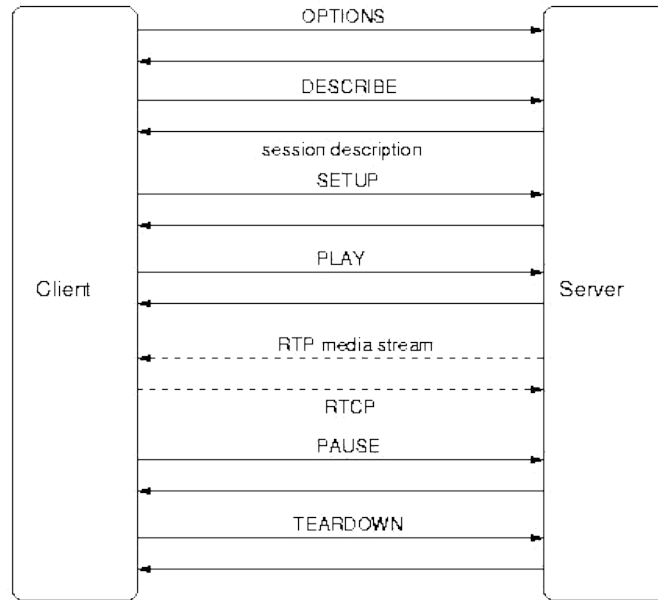 OPTIONS
DESCRIBE
session description
SETUP
PLAY
Client
Server
RTP media stream
RTCP
PAUSE
TEARDOWN